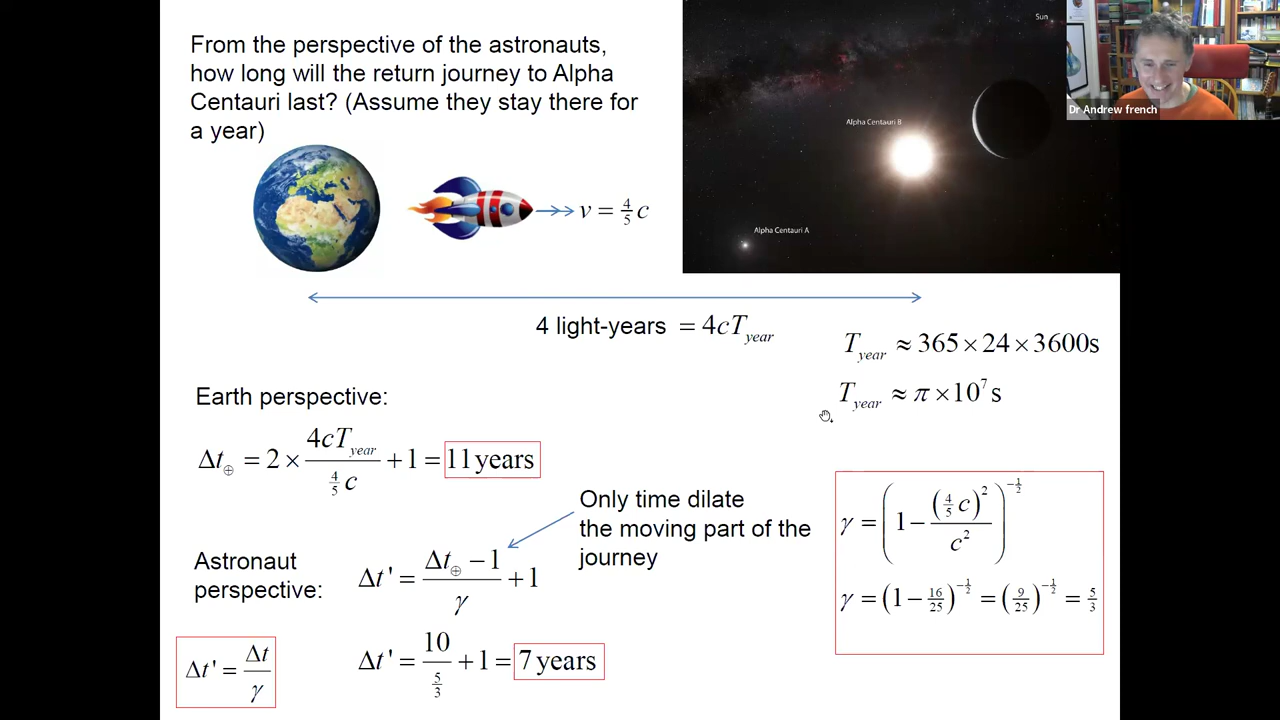 From the perspective of the astronauts,
how long will the return journey to Alpha
Centauri last? (Assume they stay there for
a year)
v = 4/5 c
Sun
Alpha Centauri B
Alpha Centauri A
Dr Andrew french
4 light-years = 4cT_year
T_year ≈ 365 × 24 × 3600s
T_year ≈ π × 10^7 s
Earth perspective:
Δt_⊕ = 2 × 4cT_year / (4/5 c) + 1 = 11 years
Only time dilate
the moving part of the
journey
Astronaut
perspective:
Δt' = (Δt_⊕ − 1)/γ + 1
Δt' = 10/(5/3) + 1 = 7 years
Δt' = Δt/γ
γ = (1 − (4/5 c)^2 / c^2)^(−1/2)
γ = (1 − 16/25)^(−1/2) = (9/25)^(−1/2) = 5/3